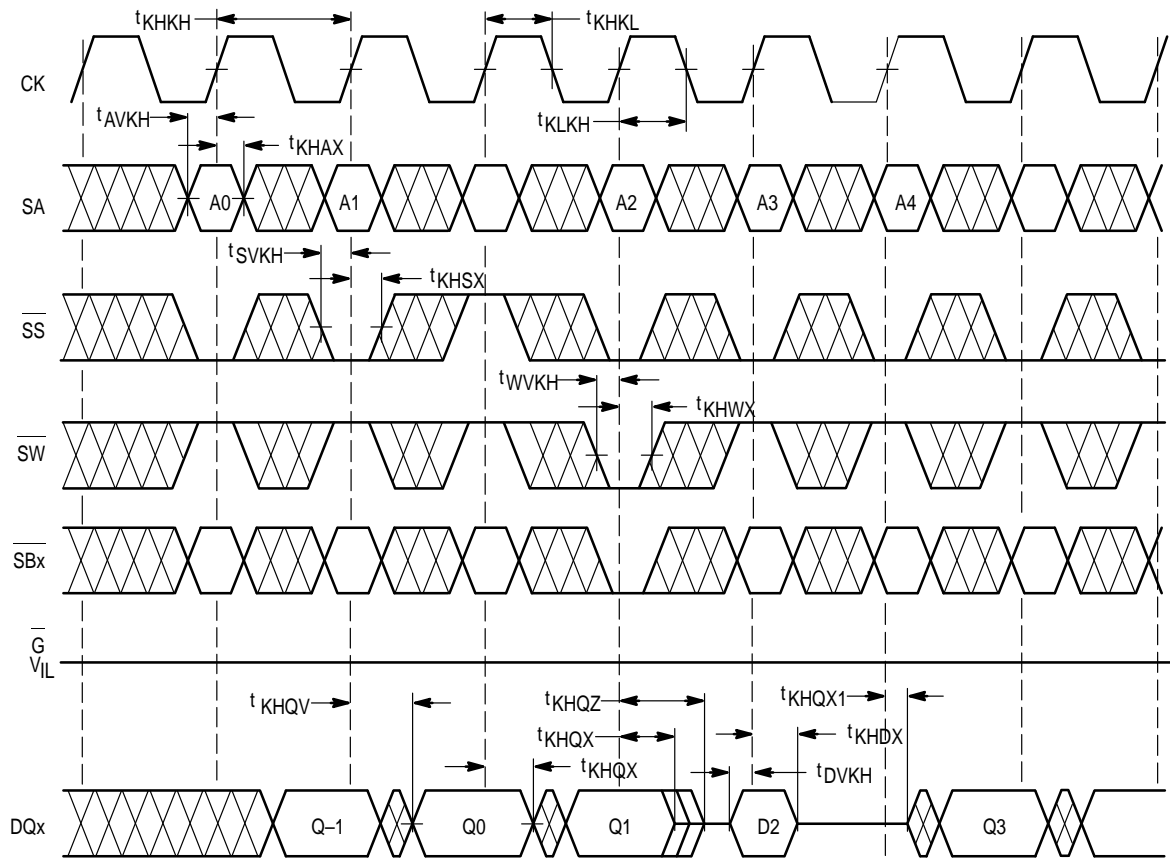 tKHKH
tKHKL
CK
tAVKH
tKLKH
tKHAX
SA
A0
A1
A2
A3
A4
tSVKH
tKHSX
SS
tWVKH
tKHWX
SW
SBx
G
VIL
tKHQV
tKHQZ
tKHQX1
tKHQX
tKHDX
tKHQX
tDVKH
DQx
Q–1
Q0
Q1
D2
Q3